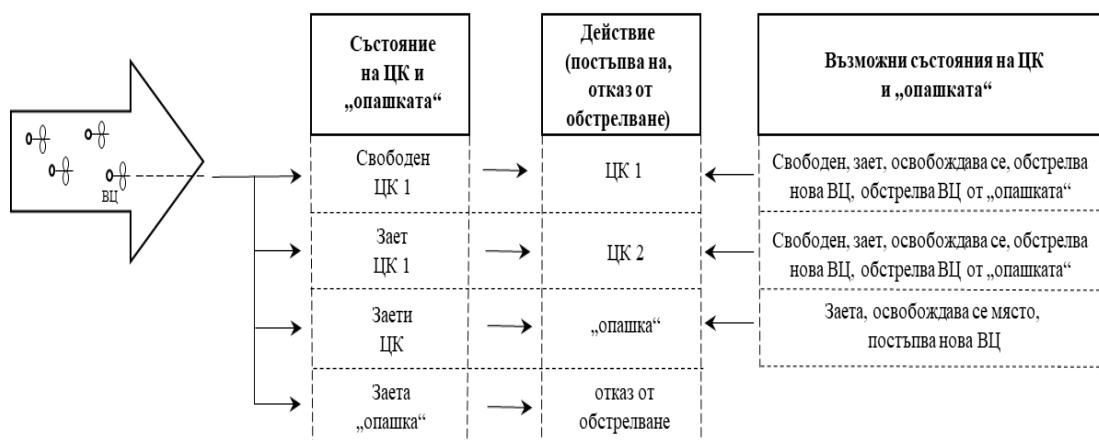 Състояние
на ЦК и
„опашката“
Действие
(постъпва на,
отказ от
обстрелване)
Възможни състояния на ЦК
и „опашката“
ВЦ
Свободен
ЦК 1
ЦК 1
Свободен, зает, освобождава се, обстрелва
нова ВЦ, обстрелва ВЦ от „опашката“
Зает
ЦК 1
ЦК 2
Свободен, зает, освобождава се, обстрелва
нова ВЦ, обстрелва ВЦ от „опашката“
Заети
ЦК
„опашка“
Заета, освобождава се място,
постъпва нова ВЦ
Заета
„опашка“
отказ от
обстрелване